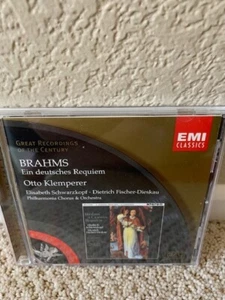 GREAT RECORDINGS
OF THE CENTURY
EMI
CLASSICS
BRAHMS
Ein deutsches Requiem
Otto Klemperer
Elisabeth Schwarzkopf · Dietrich Fischer-Dieskau
Philharmonia Chorus & Orchestra